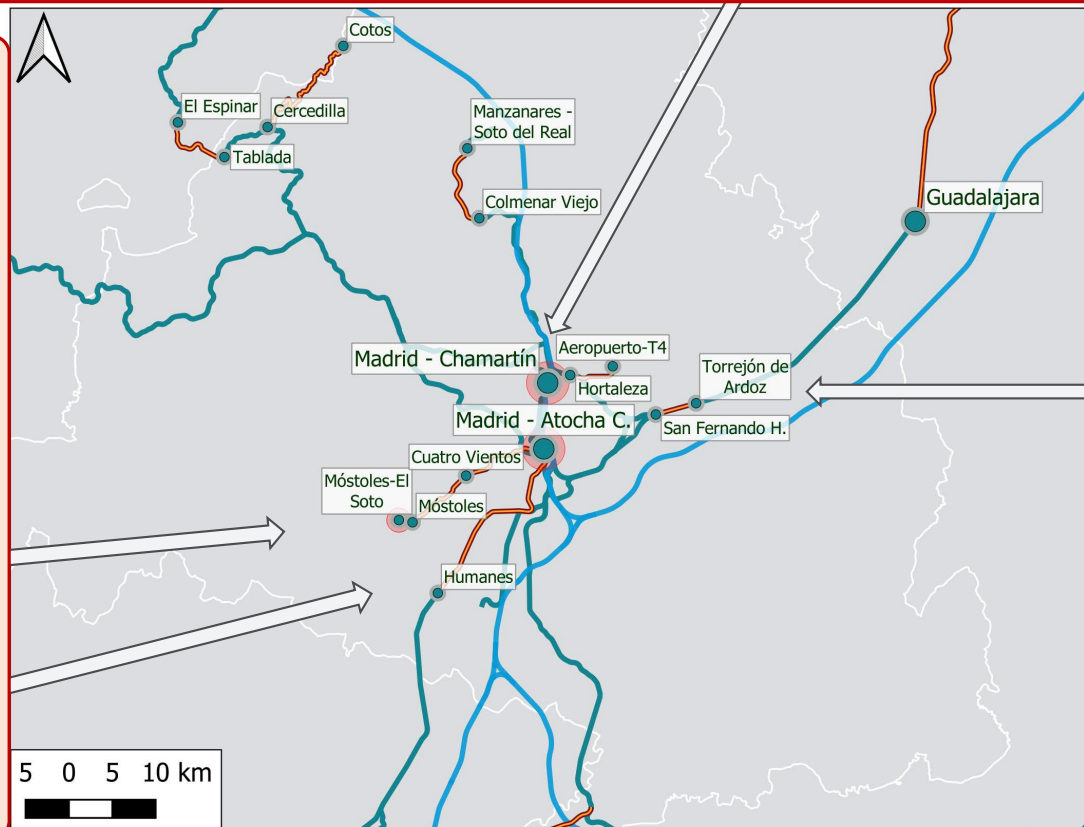 Cotos
El Espinar
Cercedilla
Manzanares -
Soto del Real
Tablada
Guadalajara
Colmenar Viejo
Madrid - Chamartín
Aeropuerto-T4
Torrejón de
Ardoz
Hortaleza
Madrid - Atocha C.
San Fernando H.
Cuatro Vientos
Móstoles-El
Soto
Móstoles
Humanes
5 0 5 10 km